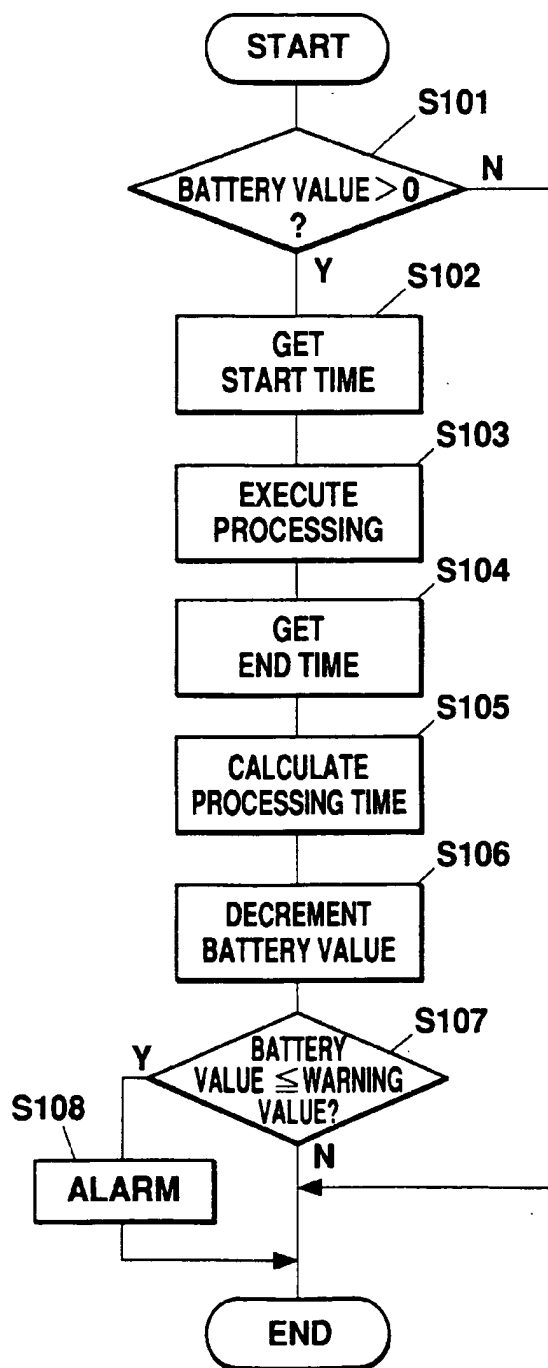 START
S101
BATTERY VALUE >0
?
N
Y
S102
GET
START TIME
S103
EXECUTE
PROCESSING
S104
GET
END TIME
S105
CALCULATE
PROCESSING TIME
S106
DECREMENT
BATTERY VALUE
S107
BATTERY
VALUE ≦ WARNING
VALUE?
Y
N
S108
ALARM
END